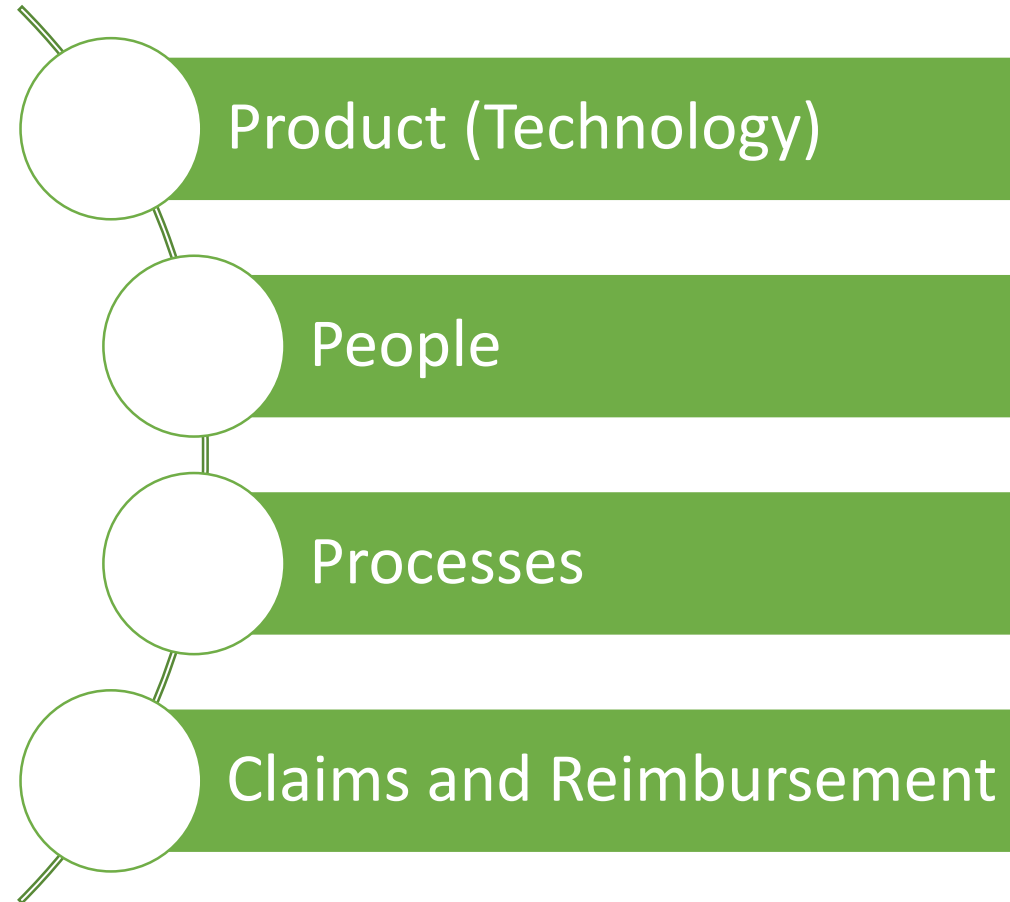 Product (Technology)
People
Processes
Claims and Reimbursement